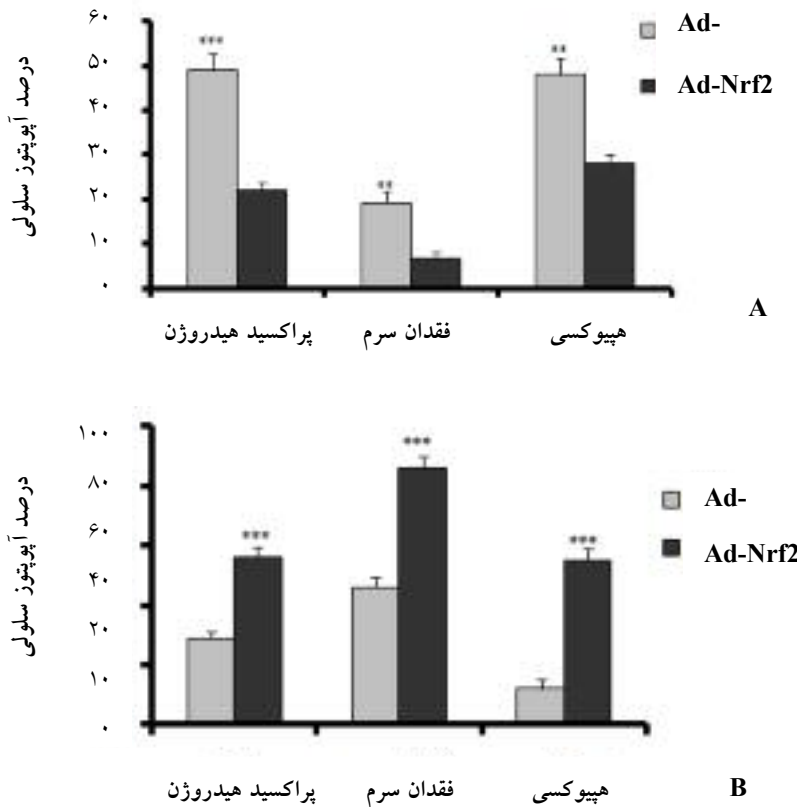 ۶۰
۵۰
۴۰
۳۰
۲۰
۱۰
۰
درصد آپوپتوز سلولی
***
**
**
Ad-
Ad-Nrf2
پراکسید هیدروژن
فقدان سرم
هیپوکسی
A
۱۰۰
۸۰
۶۰
۴۰
۲۰
۱۰
۰
درصد آپوپتوز سلولی
***
***
***
Ad-
Ad-Nrf2
پراکسید هیدروژن
فقدان سرم
هیپوکسی
B